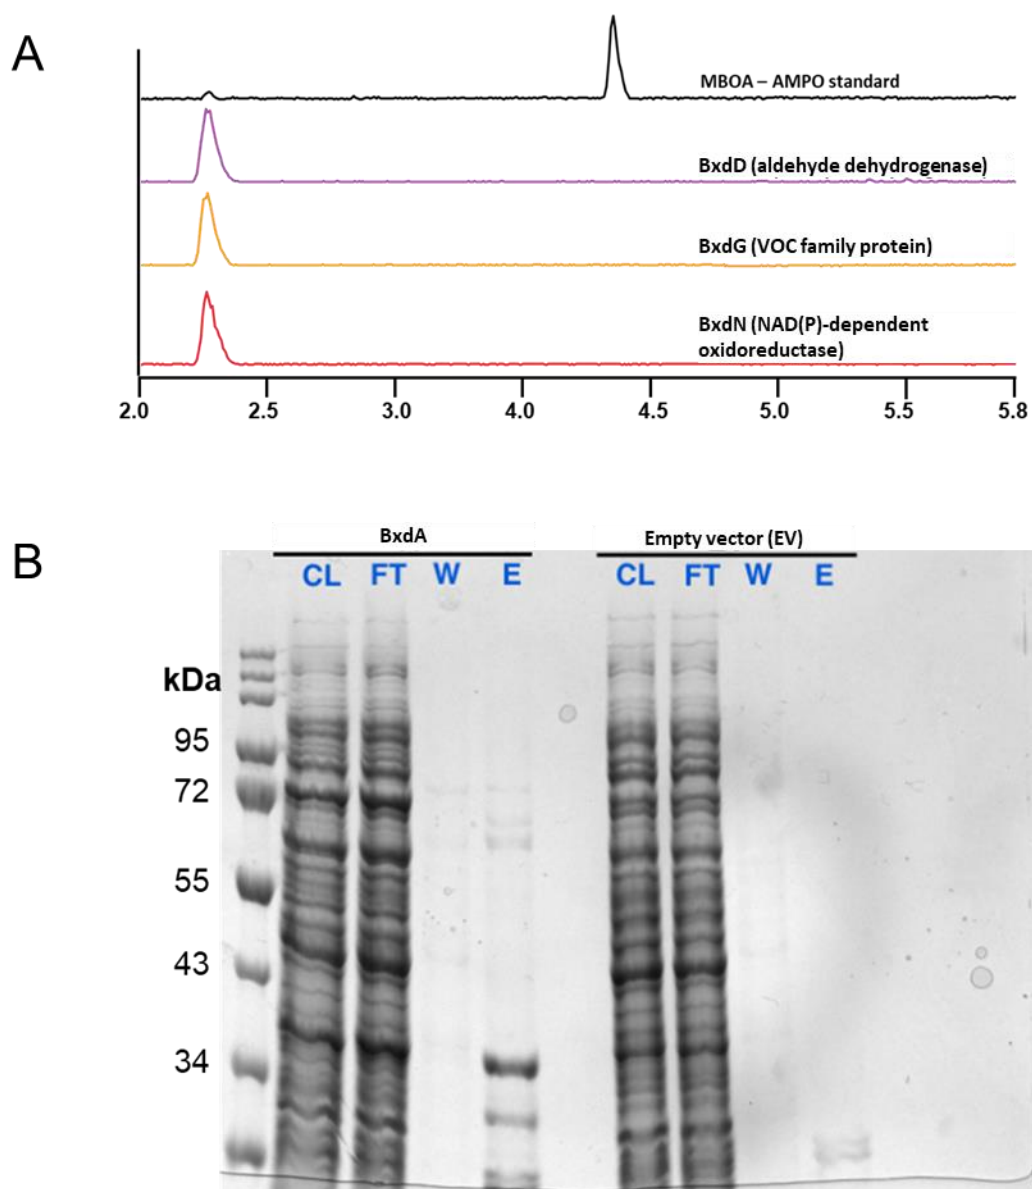 A
MBOA – AMPO standard
BxdD (aldehyde dehydrogenase)
BxdG (VOC family protein)
BxdN (NAD(P)-dependent
oxidoreductase)
2.0 2.5 3.0 4.0 4.5 5.0 5.5 5.8
B
BxdA Empty vector (EV)
CL FT W E CL FT W E
kDa
95
72
55
43
34